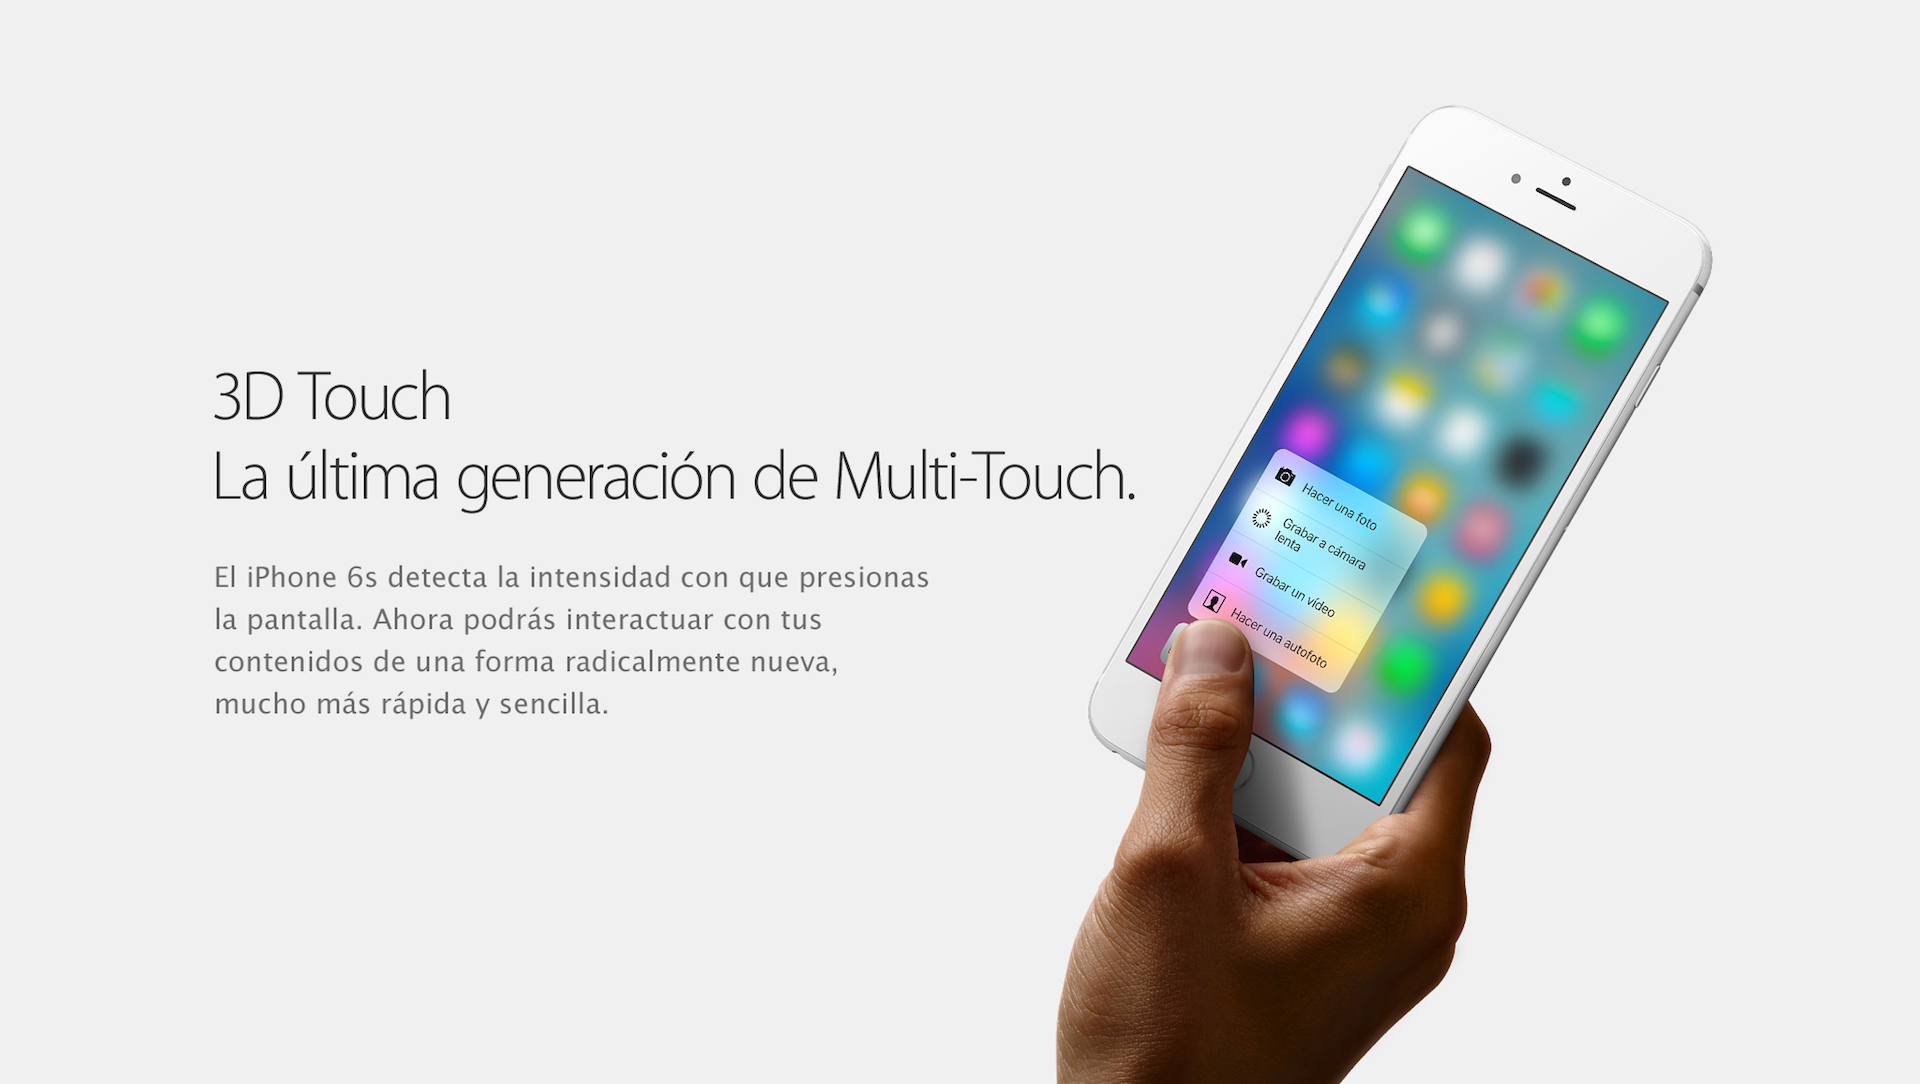 3D Touch
La última generación de Multi-Touch.
El iPhone 6s detecta la intensidad con que presionas
la pantalla. Ahora podrás interactuar con tus
contenidos de una forma radicalmente nueva,
mucho más rápida y sencilla.
Hacer una foto
Grabar a cámara
lenta
Grabar un vídeo
Hacer una autofoto